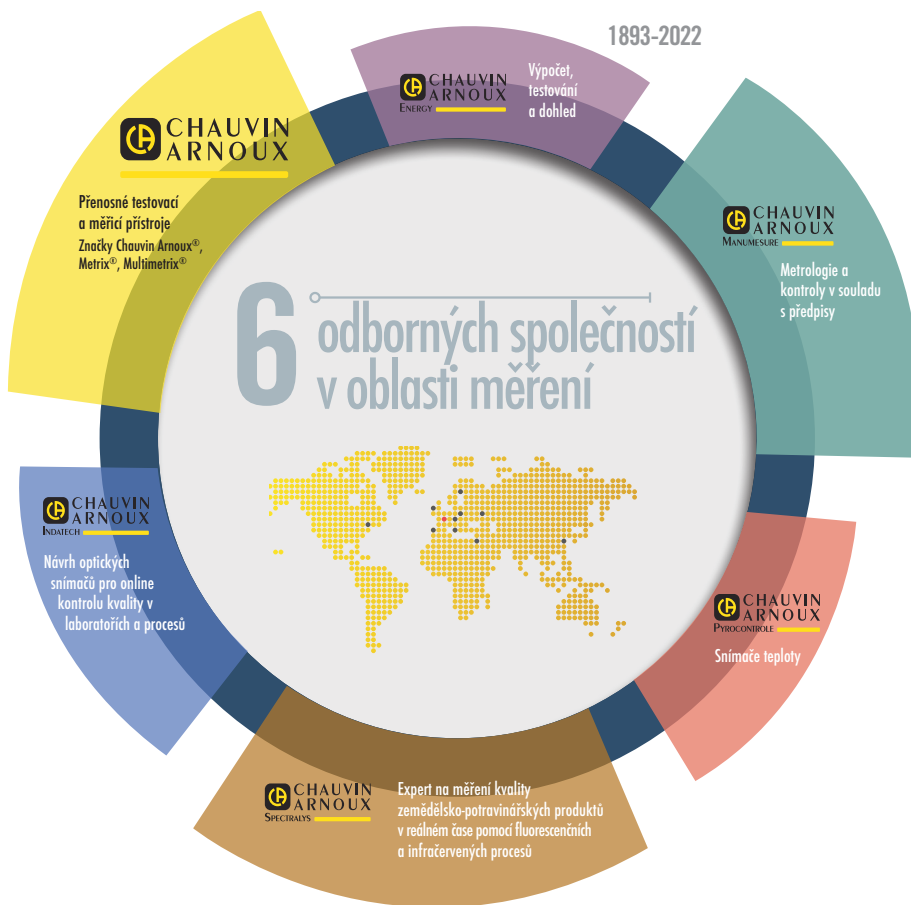 1893-2022
CHAUVIN
ARNOUX
ENERGY
Výpočet,
testování
a dohled
CHAUVIN
ARNOUX
Přenosné testovací
a měřicí přístroje
Značky Chauvin Arnoux®,
Metrix®, Multimetrix®
CHAUVIN
ARNOUX
MANUMESURE
Metrologie a
kontroly v souladu
s předpisy
6 odborných společností
v oblasti měření
CHAUVIN
ARNOUX
INDATECH
Návrh optických
snímačů pro online
kontrolu kvality v
laboratořích a procesů
CHAUVIN
ARNOUX
PYROCONTROLE
Snímače teploty
CHAUVIN
ARNOUX
SPECTRALYS
Expert na měření kvality
zemědělsko-potravinářských produktů
v reálném čase pomocí fluorescenčních
a infračervených procesů